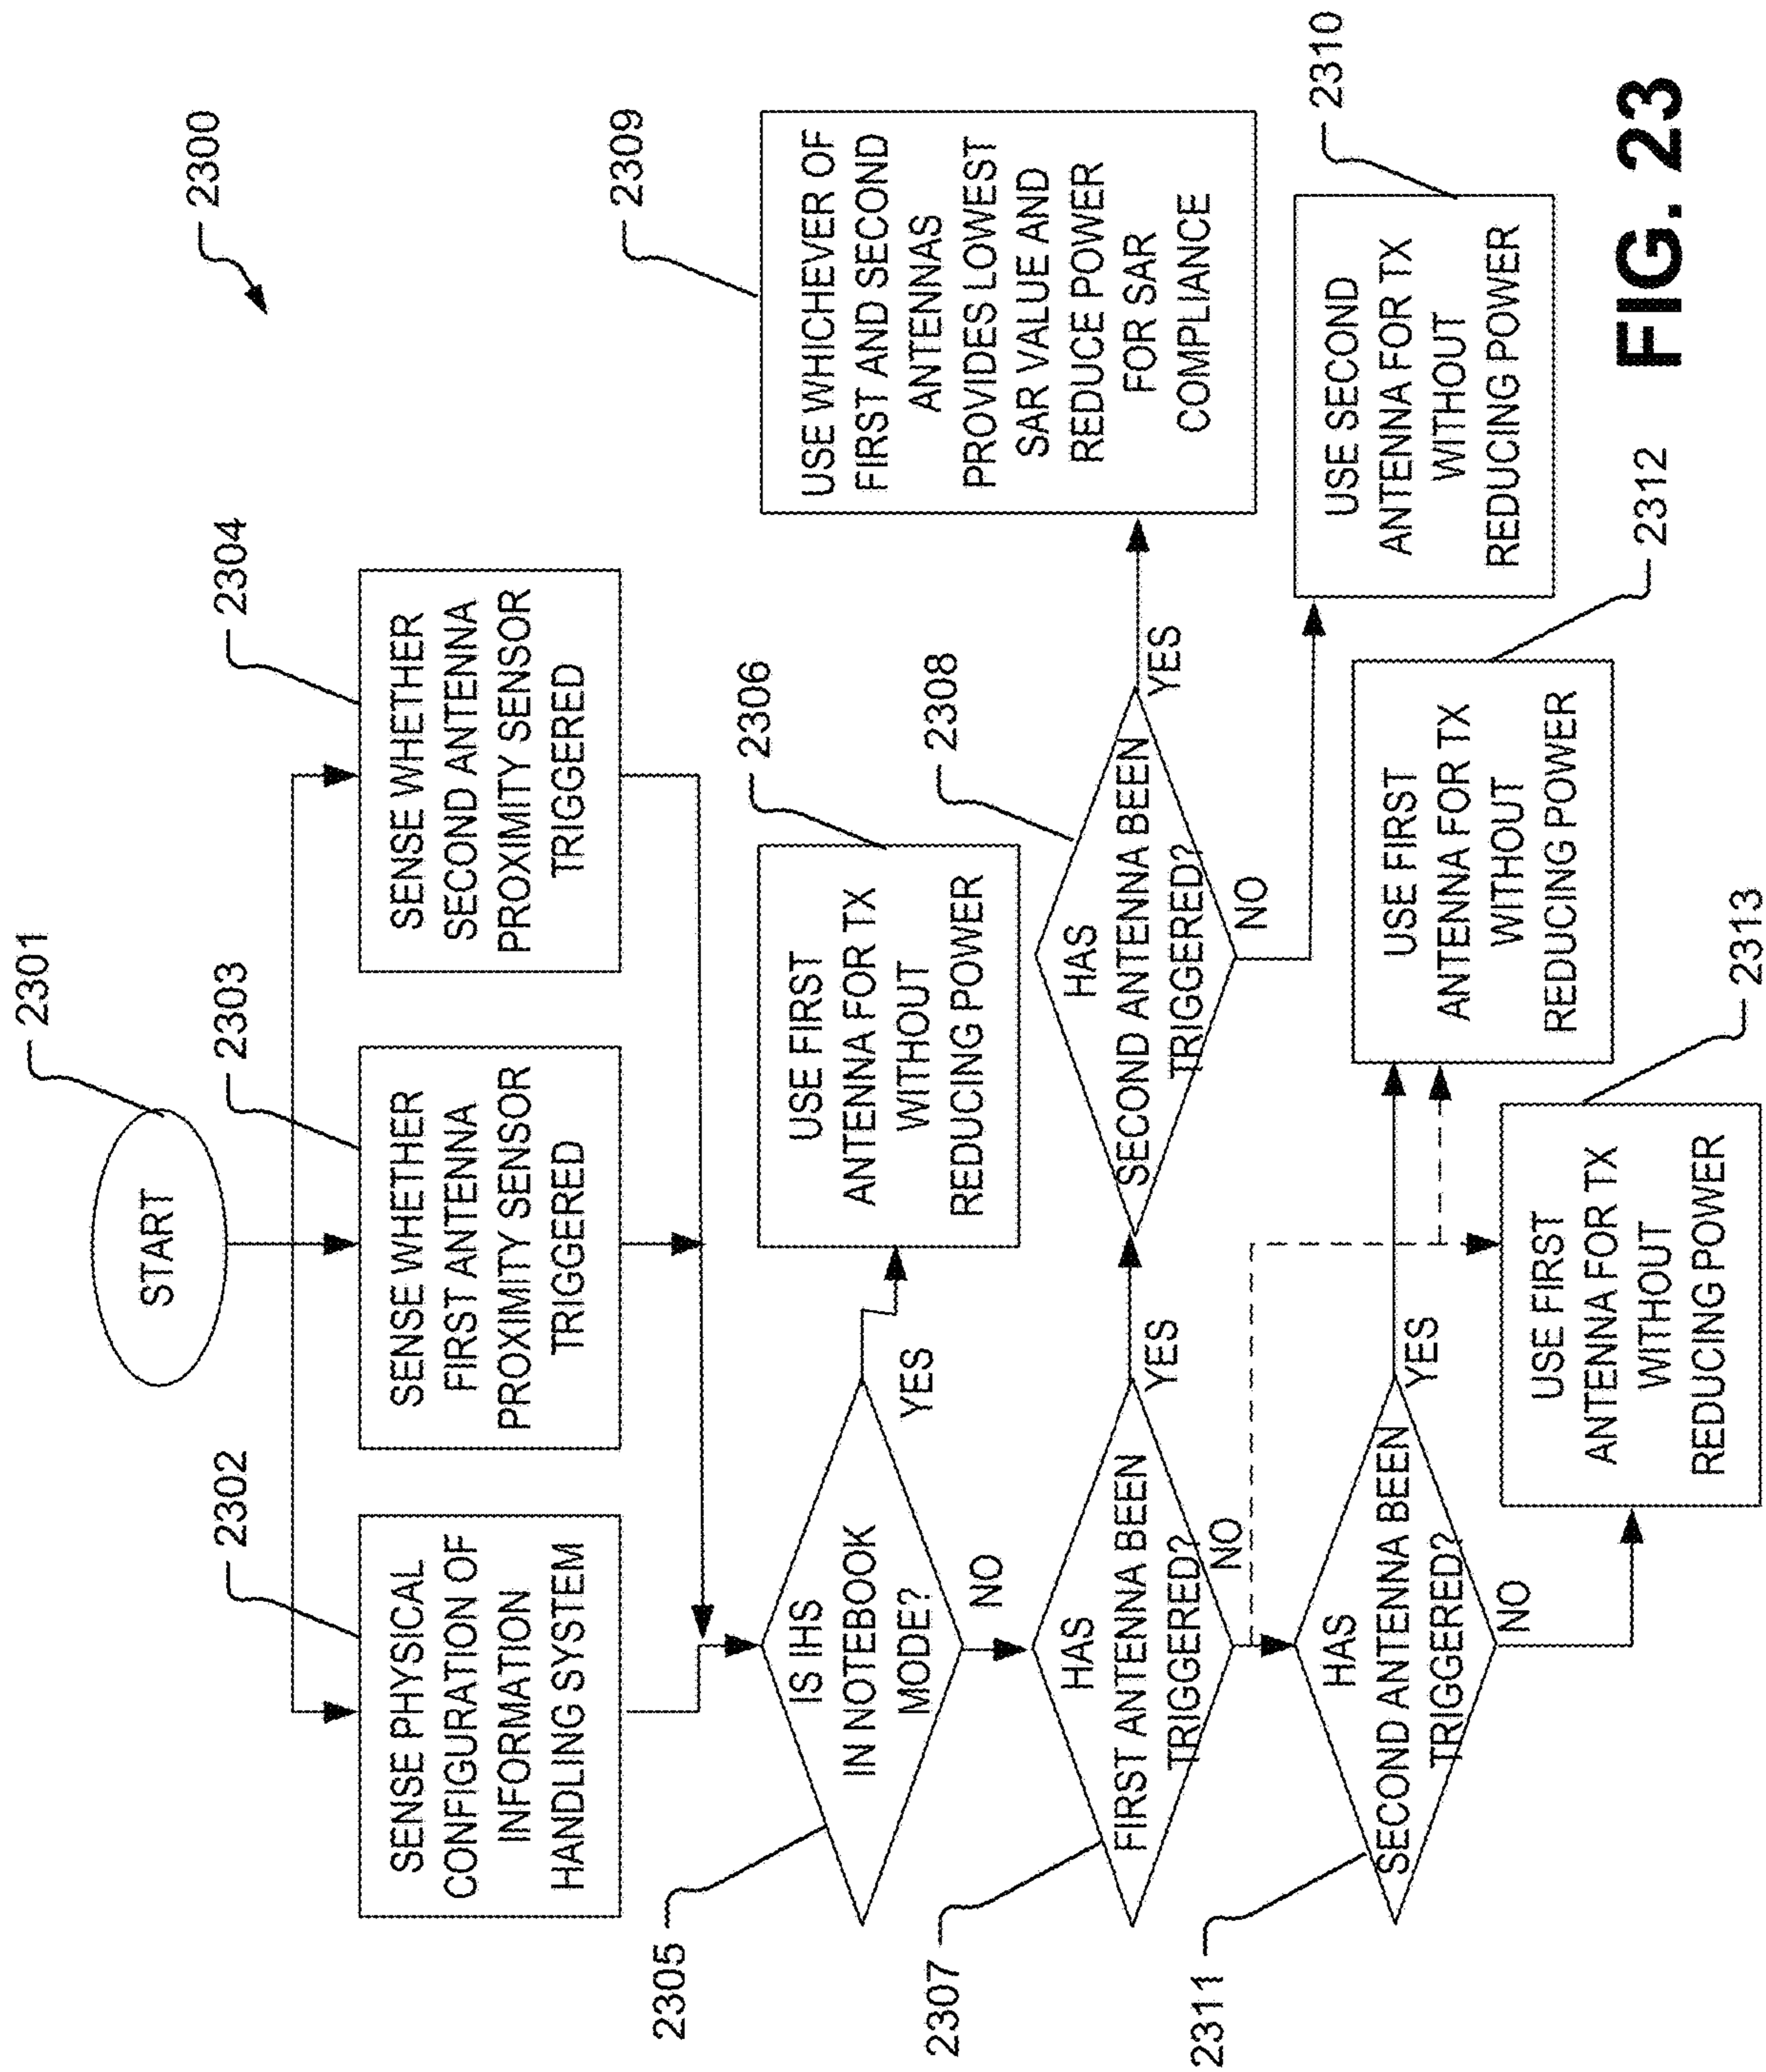 2300
2301
START
2302
2303
2304
SENSE PHYSICAL
CONFIGURATION OF
INFORMATION
HANDLING SYSTEM
SENSE WHETHER
FIRST ANTENNA
PROXIMITY SENSOR
TRIGGERED
SENSE WHETHER
SECOND ANTENNA
PROXIMITY SENSOR
TRIGGERED
2305
IS IHS
IN NOTEBOOK
MODE?
YES
NO
2306
USE FIRST
ANTENNA FOR TX
WITHOUT
REDUCING POWER
2307
HAS
FIRST ANTENNA BEEN
TRIGGERED?
YES
NO
2308
HAS
SECOND ANTENNA BEEN
TRIGGERED?
YES
NO
2309
USE WHICHEVER OF
FIRST AND SECOND
ANTENNAS
PROVIDES LOWEST
SAR VALUE AND
REDUCE POWER
FOR SAR
COMPLIANCE
2310
USE SECOND
ANTENNA FOR TX
WITHOUT
REDUCING POWER
2311
HAS
SECOND ANTENNA BEEN
TRIGGERED?
YES
NO
2312
USE FIRST
ANTENNA FOR TX
WITHOUT
REDUCING POWER
2313
USE FIRST
ANTENNA FOR TX
WITHOUT
REDUCING POWER
FIG. 23